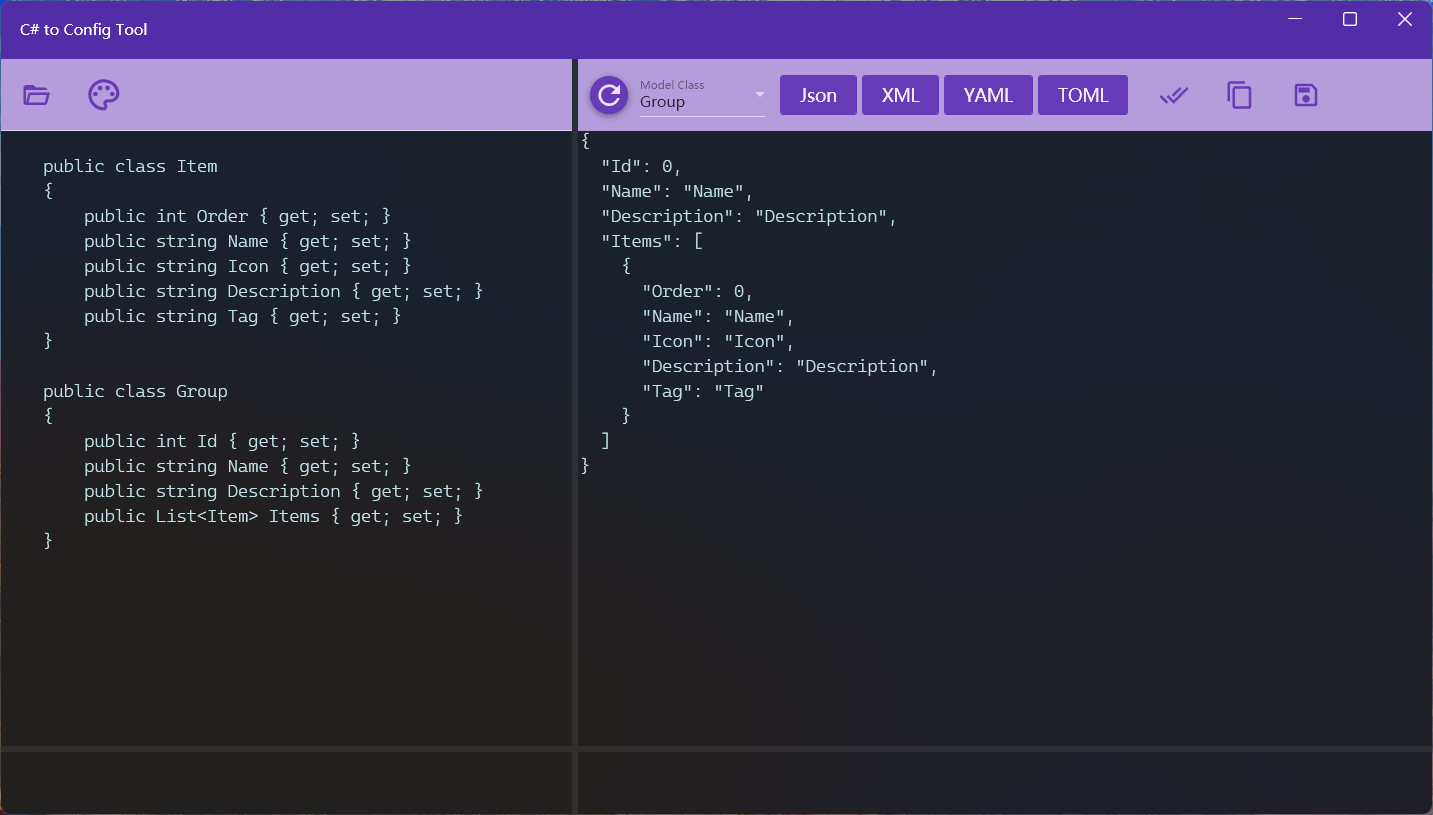 C# to Config Tool
Model Class
Group
Json
XML
YAML
TOML
public class Item
{
    public int Order { get; set; }
    public string Name { get; set; }
    public string Icon { get; set; }
    public string Description { get; set; }
    public string Tag { get; set; }
}
public class Group
{
    public int Id { get; set; }
    public string Name { get; set; }
    public string Description { get; set; }
    public List<Item> Items { get; set; }
}
{
  "Id": 0,
  "Name": "Name",
  "Description": "Description",
  "Items": [
    {
      "Order": 0,
      "Name": "Name",
      "Icon": "Icon",
      "Description": "Description",
      "Tag": "Tag"
    }
  ]
}